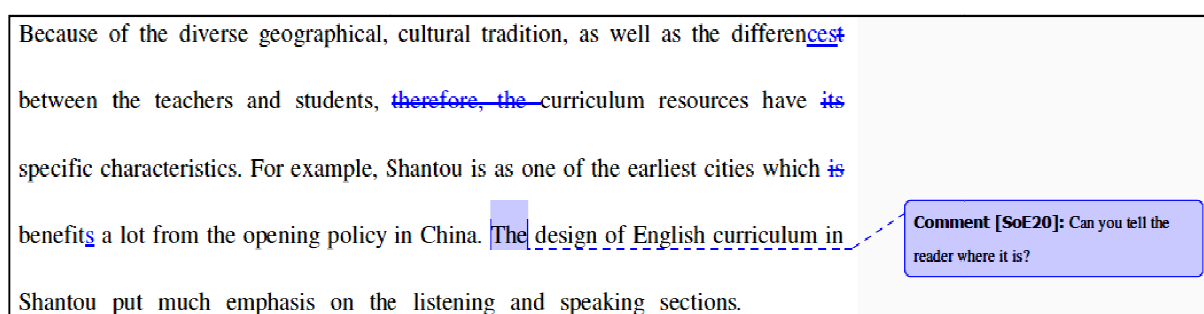 Because of the diverse geographical, cultural tradition, as well as the differencest
between the teachers and students, therefore, the curriculum resources have its
specific characteristics. For example, Shantou is as one of the earliest cities which is
benefits a lot from the opening policy in China. The design of English curriculum in
Shantou put much emphasis on the listening and speaking sections.
Comment [SoE20]: Can you tell the
reader where it is?